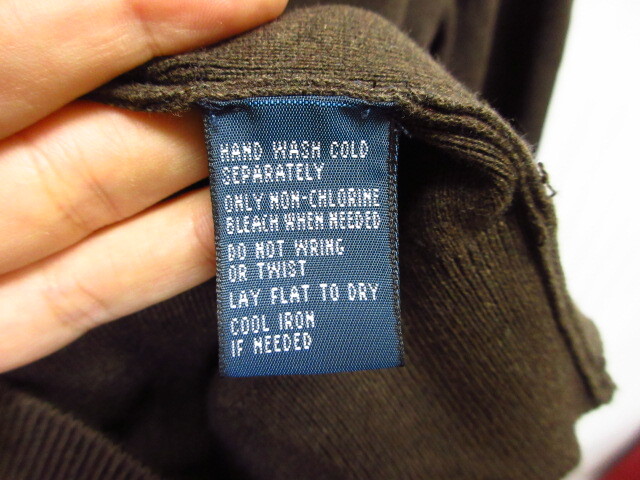 HAND WASH COLD
SEPARATELY
ONLY NON-CHLORINE
BLEACH WHEN NEEDED
DO NOT WRING
OR TWIST
LAY FLAT TO DRY
COOL IRON
IF NEEDED